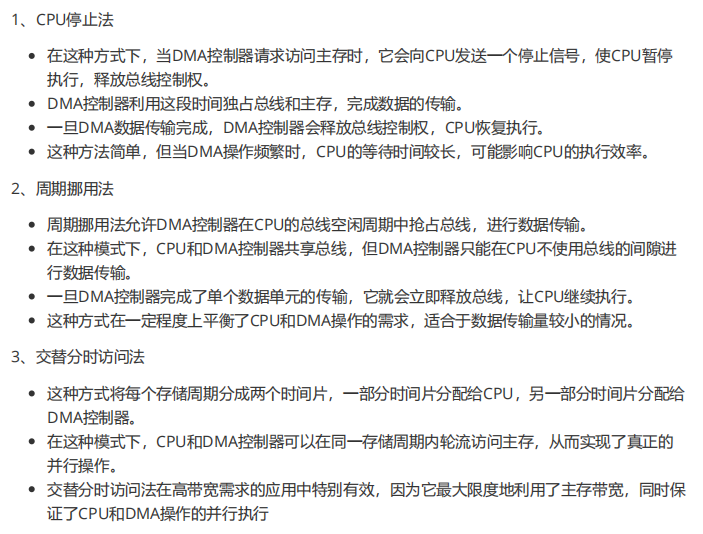 1、CPU停止法
在这种方式下，当DMA控制器请求访问主存时，它会向CPU发送一个停止信号，使CPU暂停
执行，释放总线控制权。
DMA控制器利用这段时间独占总线和主存，完成数据的传输。
一旦DMA数据传输完成，DMA控制器会释放总线控制权，CPU恢复执行。
这种方法简单，但当DMA操作频繁时，CPU的等待时间较长，可能影响CPU的执行效率。
2、周期挪用法
周期挪用法允许DMA控制器在CPU的总线空闲周期中抢占总线，进行数据传输。
在这种模式下，CPU和DMA控制器共享总线，但DMA控制器只能在CPU不使用总线的间隙进
行数据传输。
一旦DMA控制器完成了单个数据单元的传输，它就会立即释放总线，让CPU继续执行。
这种方式在一定程度上平衡了CPU和DMA操作的需求，适合于数据传输量较小的情况。
3、交替分时访问法
这种方式将每个存储周期分成两个时间片，一部分时间片分配给CPU，另一部分时间片分配给
DMA控制器。
在这种模式下，CPU和DMA控制器可以在同一存储周期内轮流访问主存，从而实现了真正的
并行操作。
交替分时访问法在高带宽需求的应用中特别有效，因为它最大限度地利用了主存带宽，同时保
证了CPU和DMA操作的并行执行